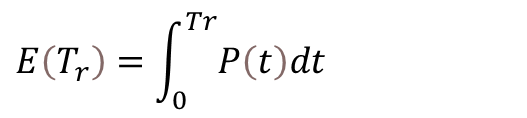 E(T_r) = ∫_0^{Tr} P(t)dt